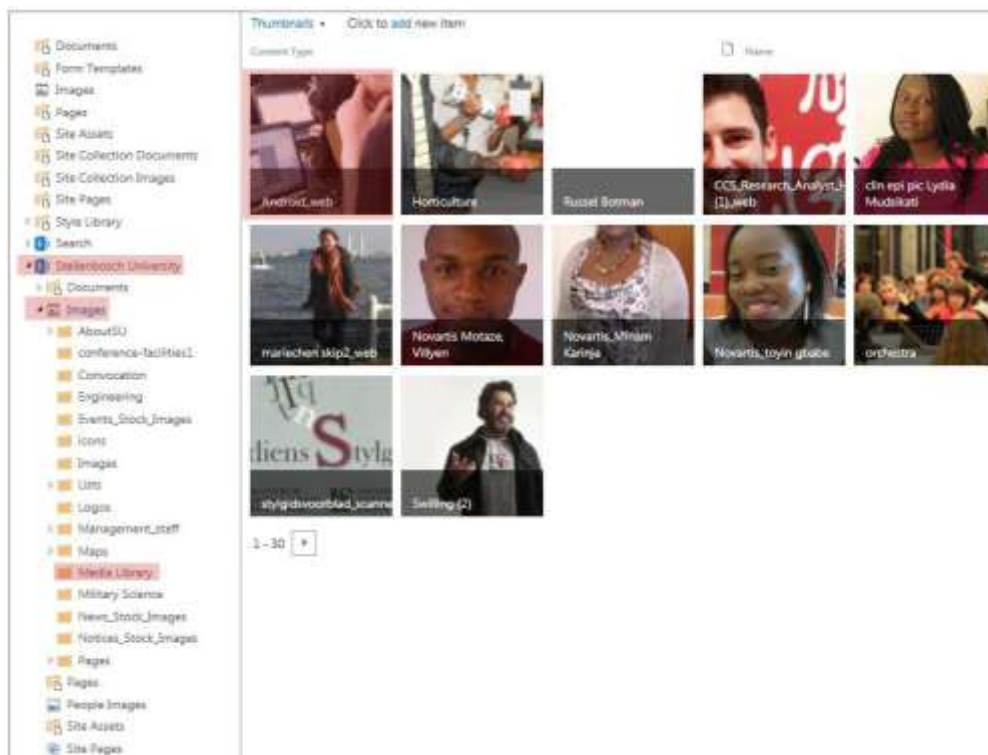 Documents
Form Templates
Images
Pages
Site Assets
Site Collection Documents
Site Collection Images
Site Pages
Style Library
Search
Stellenbosch University
Documents
Images
AboutSU
conference-facilities1
Convocation
Engineering
Events_Stock_Images
Icons
Images
Lists
Logos
Management_staff
Maps
Media Library
Military Science
News_Stock_Images
Notices_Stock_Images
Pages
Pages
People Images
Site Assets
Site Pages
Thumbnails Click to add new item
Content Type Name
Android_web
Horticulture
Russel Botman
CCS_Research_Analyst_
(1)_web
clin epi pic Lydia
Mudsikati
mariechen skip2_web
Novartis Motaze,
Villyen
Novartis_Miriam
Karinja
Novartis_toyin gbabe
orchestra
diens Stylg
stylgidsvoorblad_scanne
Swilling (2)
1 - 30